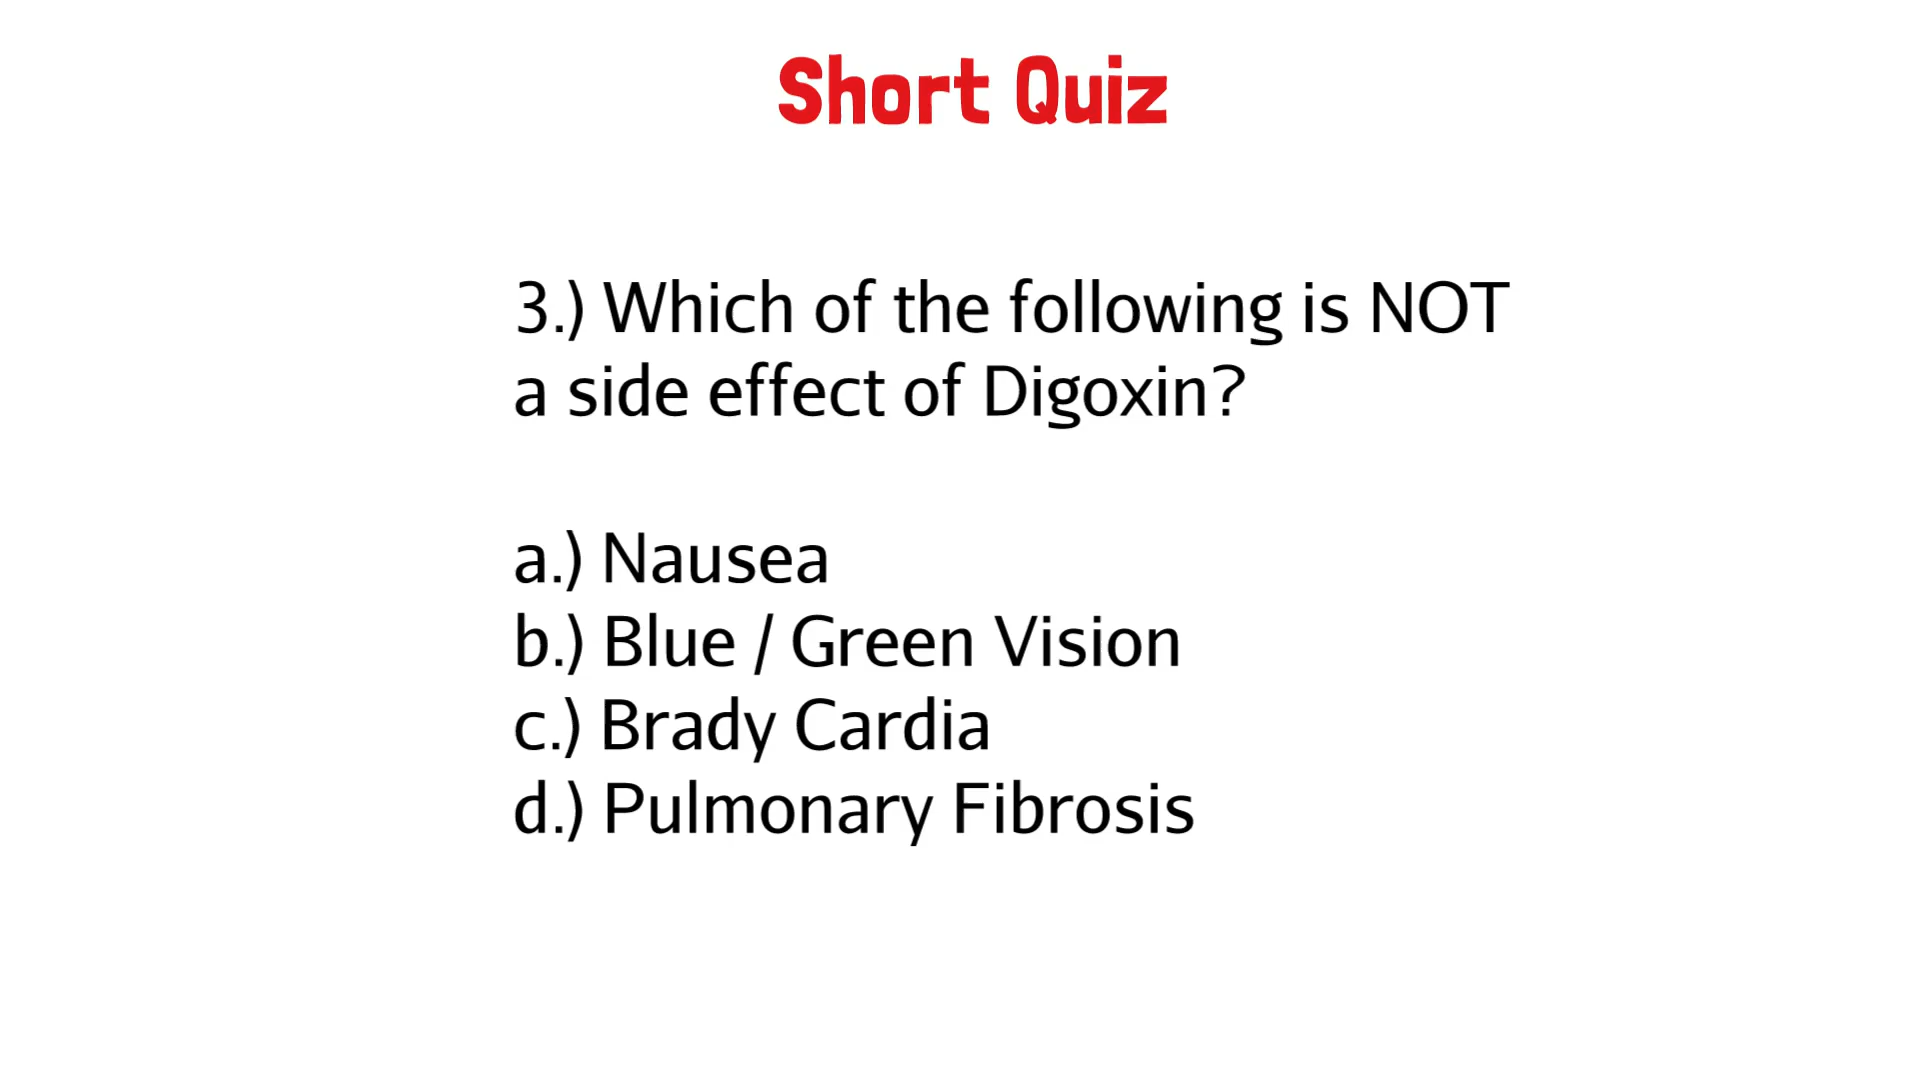 Short Quiz
3.) Which of the following is NOT
a side effect of Digoxin?
a.) Nausea
b.) Blue / Green Vision
c.) Brady Cardia
d.) Pulmonary Fibrosis